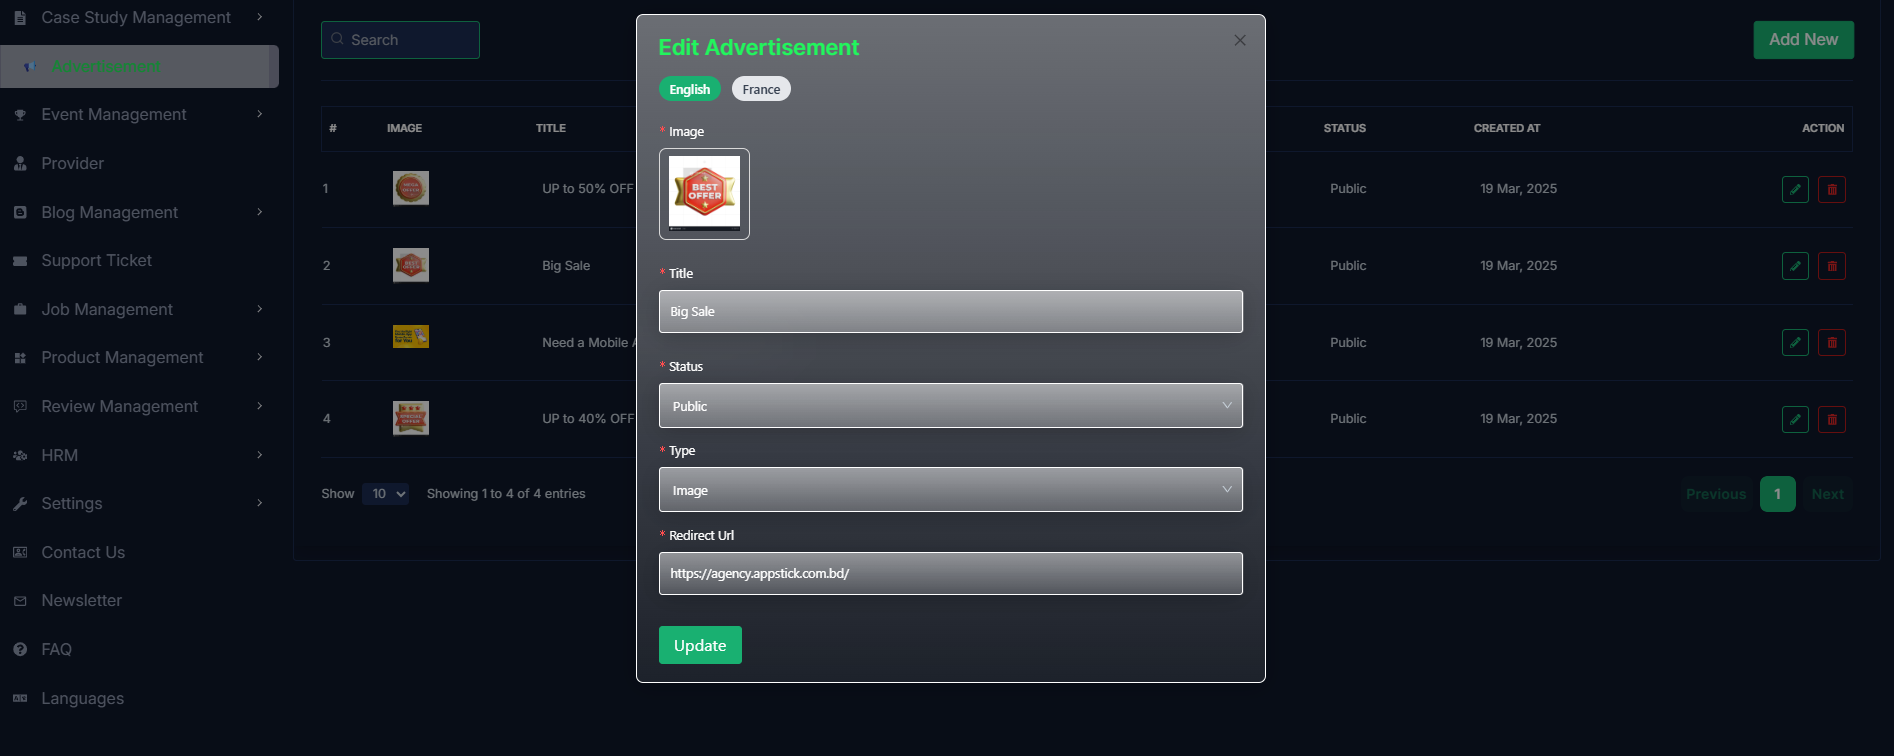 Case Study Management
Advertisement
Event Management
Provider
Blog Management
Support Ticket
Job Management
Product Management
Review Management
HRM
Settings
Contact Us
Newsletter
FAQ
Languages
Search
Add New
# IMAGE TITLE STATUS CREATED AT ACTION
1 UP to 50% OFF Public 19 Mar, 2025
2 BEST OFFER Big Sale Public 19 Mar, 2025
3 Need a Mobile Public 19 Mar, 2025
4 SPECIAL OFFER UP to 40% OFF Public 19 Mar, 2025
Show 10 Showing 1 to 4 of 4 entries
Previous 1 Next
Edit Advertisement
English France
* Image
BEST
OFFER
* Title
Big Sale
* Status
Public
* Type
Image
* Redirect Url
https://agency.appstick.com.bd/
Update